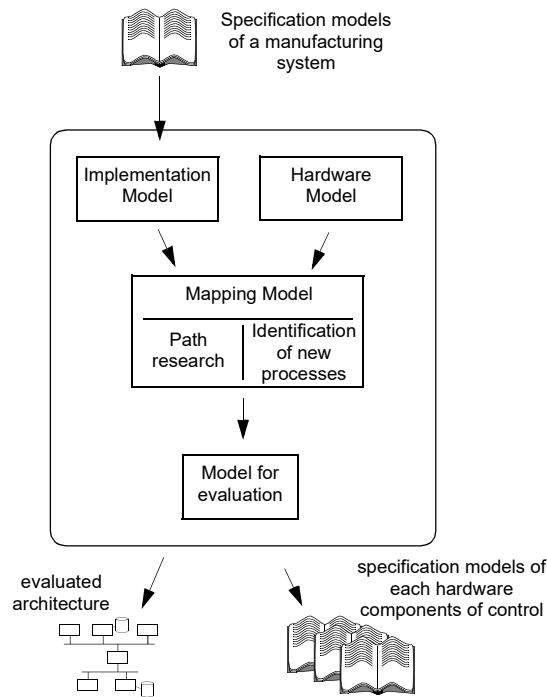 Specification models
of a manufacturing
system
Implementation
Model
Hardware
Model
Mapping Model
Path
research
Identification
of new
processes
Model for
evaluation
evaluated
architecture
specification models of
each hardware
components of control